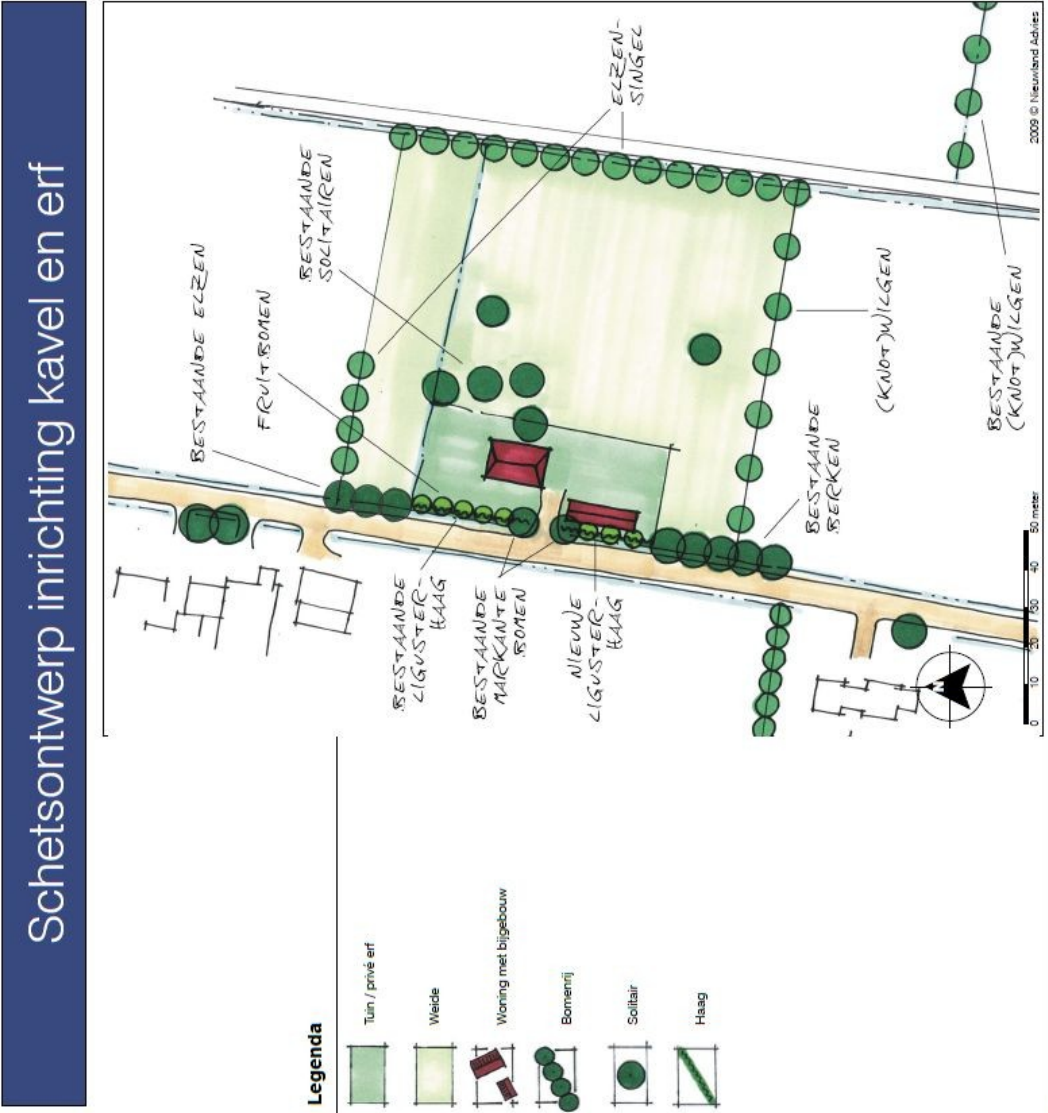 Schetsontwerp inrichting kavel en erf
Legenda
Tuin / privé erf
Weide
Woning met bijgebouw
Bomenrij
Solitair
Haag
BESTAANDE ELZEN
FRUITBOMEN
BESTAANDE
SOLITAIREN
ELZEN-
SINGEL
BESTAANDE
LIGUSTER-
HAAG
BESTAANDE
MARKANTE
BOMEN
NIEUWE
LIGUSTER-
HAAG
BESTAANDE
BERKEN
(KNOT)WILGEN
BESTAANDE
(KNOT)WILGEN
0 10 20 30 40 50 meter
2009 © Nieuwland Advies